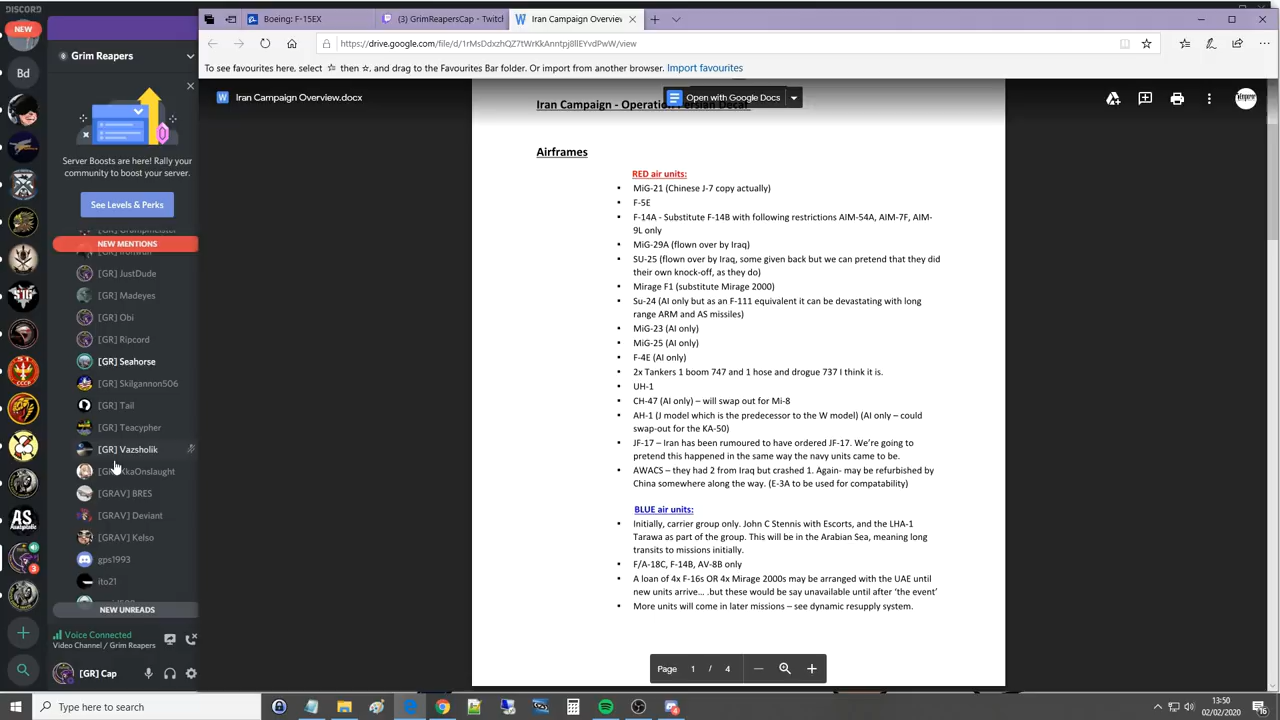 NEW
Boeing: F-15EX
(3) GrimReapersCap - Twitch
Iran Campaign Overview
Grim Reapers
https://drive.google.com/file/d/1rMsDdxzhQZ7tWrKkAnntpj8llEYvdPwW/view
To see favourites here, select ☆ then ☆, and drag to the Favourites Bar folder. Or import from another browser. Import favourites
Bd
Iran Campaign Overview.docx
Open with Google Docs
Iran Campaign - Operation Persian Decal
Server Boosts are here! Rally your
community to boost your server.
See Levels & Perks
NEW MENTIONS
[GR] JustDude
[GR] Madeyes
[GR] Obi
[GR] Ripcord
[GR] Seahorse
[GR] Skilgannon506
[GR] Tail
[GR] Teacypher
[GR] Vazsholik
[GRAV] BRES
[GRAV] Deviant
[GRAV] Kelso
gps1993
ito21
NEW UNREADS
Voice Connected
Video Channel / Grim Reapers
[GR] Cap
AS
3
Airframes
RED air units:
• MiG-21 (Chinese J-7 copy actually)
• F-5E
• F-14A - Substitute F-14B with following restrictions AIM-54A, AIM-7F, AIM-
9L only
• MiG-29A (flown over by Iraq)
• SU-25 (flown over by Iraq, some given back but we can pretend that they did
their own knock-off, as they do)
• Mirage F1 (substitute Mirage 2000)
• Su-24 (AI only but as an F-111 equivalent it can be devastating with long
range ARM and AS missiles)
• MiG-23 (AI only)
• MiG-25 (AI only)
• F-4E (AI only)
• 2x Tankers 1 boom 747 and 1 hose and drogue 737 I think it is.
• UH-1
• CH-47 (AI only) – will swap out for Mi-8
• AH-1 (J model which is the predecessor to the W model) (AI only – could
swap-out for the KA-50)
• JF-17 – Iran has been rumoured to have ordered JF-17. We're going to
pretend this happened in the same way the navy units came to be.
• AWACS – they had 2 from Iraq but crashed 1. Again- may be refurbished by
China somewhere along the way. (E-3A to be used for compatability)
BLUE air units:
• Initially, carrier group only. John C Stennis with Escorts, and the LHA-1
Tarawa as part of the group. This will be in the Arabian Sea, meaning long
transits to missions initially.
• F/A-18C, F-14B, AV-8B only
• A loan of 4x F-16s OR 4x Mirage 2000s may be arranged with the UAE until
new units arrive… .but these would be say unavailable until after 'the event'
• More units will come in later missions – see dynamic resupply system.
Page 1 / 4
Type here to search
13:50
02/02/2020
16